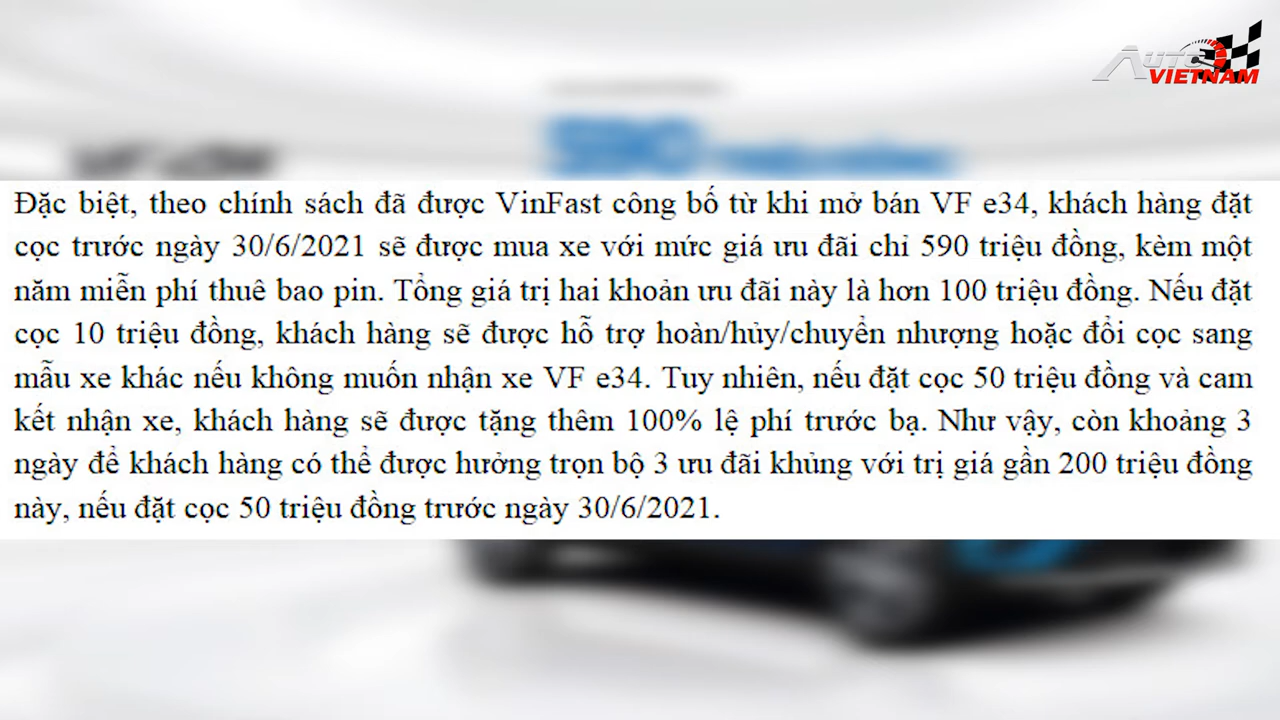 AUTO
VIETNAM
Đặc biệt, theo chính sách đã được VinFast công bố từ khi mở bán VF e34, khách hàng đặt
cọc trước ngày 30/6/2021 sẽ được mua xe với mức giá ưu đãi chỉ 590 triệu đồng, kèm một
năm miễn phí thuê bao pin. Tổng giá trị hai khoản ưu đãi này là hơn 100 triệu đồng. Nếu đặt
cọc 10 triệu đồng, khách hàng sẽ được hỗ trợ hoàn/hủy/chuyển nhượng hoặc đổi cọc sang
mẫu xe khác nếu không muốn nhận xe VF e34. Tuy nhiên, nếu đặt cọc 50 triệu đồng và cam
kết nhận xe, khách hàng sẽ được tặng thêm 100% lệ phí trước bạ. Như vậy, còn khoảng 3
ngày để khách hàng có thể được hưởng trọn bộ 3 ưu đãi khủng với trị giá gần 200 triệu đồng
này, nếu đặt cọc 50 triệu đồng trước ngày 30/6/2021.